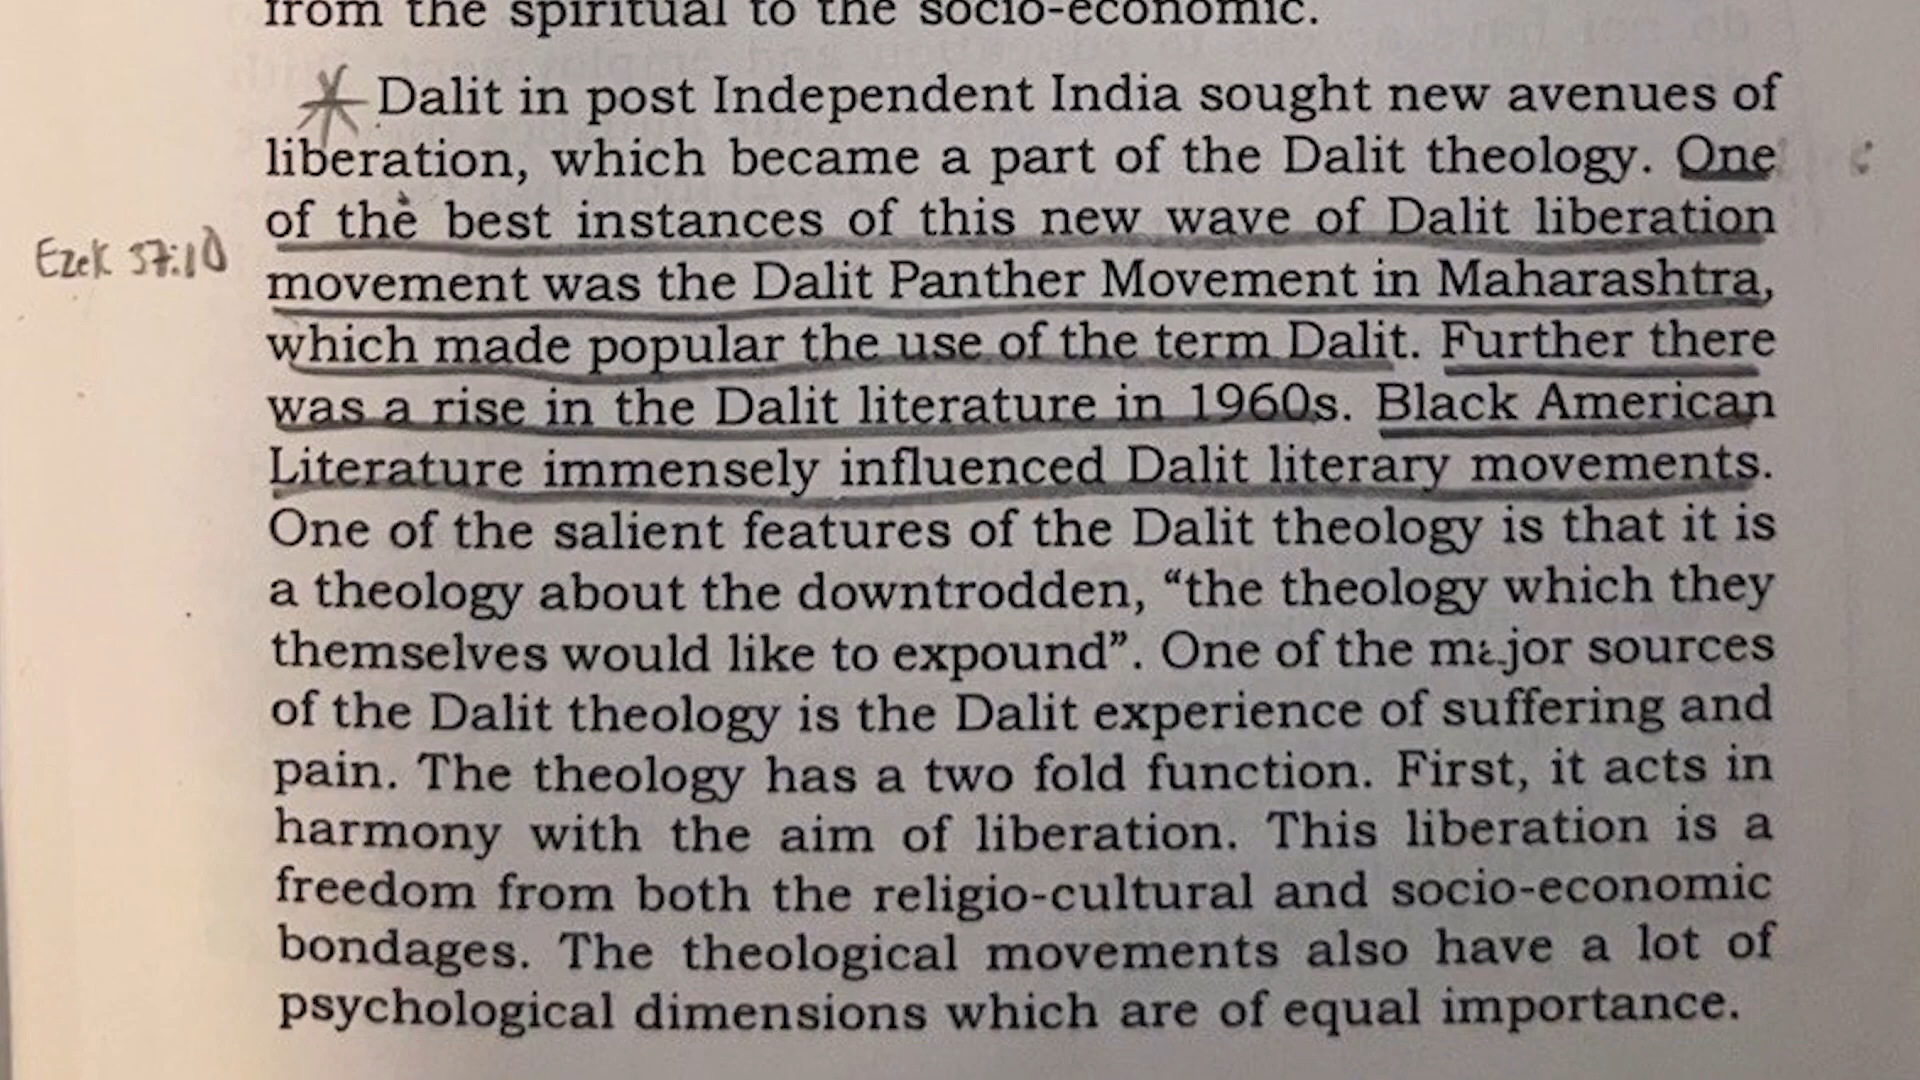 from the spiritual to the socio-economic.
Dalit in post Independent India sought new avenues of
liberation, which became a part of the Dalit theology. One
of the best instances of this new wave of Dalit liberation
Ezek 37:10
movement was the Dalit Panther Movement in Maharashtra,
which made popular the use of the term Dalit. Further there
was a rise in the Dalit literature in 1960s. Black American
Literature immensely influenced Dalit literary movements.
One of the salient features of the Dalit theology is that it is
a theology about the downtrodden, “the theology which they
themselves would like to expound”. One of the major sources
of the Dalit theology is the Dalit experience of suffering and
pain. The theology has a two fold function. First, it acts in
harmony with the aim of liberation. This liberation is a
freedom from both the religio-cultural and socio-economic
bondages. The theological movements also have a lot of
psychological dimensions which are of equal importance.